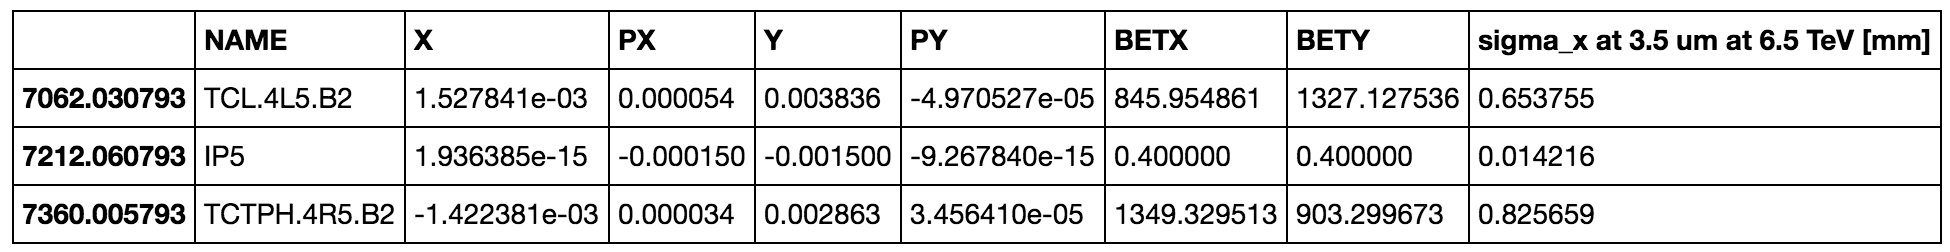 NAME X PX Y PY BETX BETY sigma_x at 3.5 um at 6.5 TeV [mm]
7062.030793 TCL.4L5.B2 1.527841e-03 0.000054 0.003836 -4.970527e-05 845.954861 1327.127536 0.653755
7212.060793 IP5 1.936385e-15 -0.000150 -0.001500 -9.267840e-15 0.400000 0.400000 0.014216
7360.005793 TCTPH.4R5.B2 -1.422381e-03 0.000034 0.002863 3.456410e-05 1349.329513 903.299673 0.825659